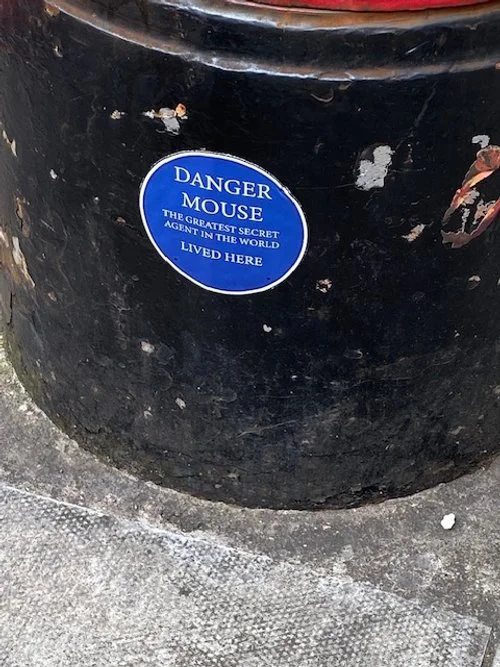 DANGER
MOUSE
THE GREATEST SECRET
AGENT IN THE WORLD
LIVED HERE